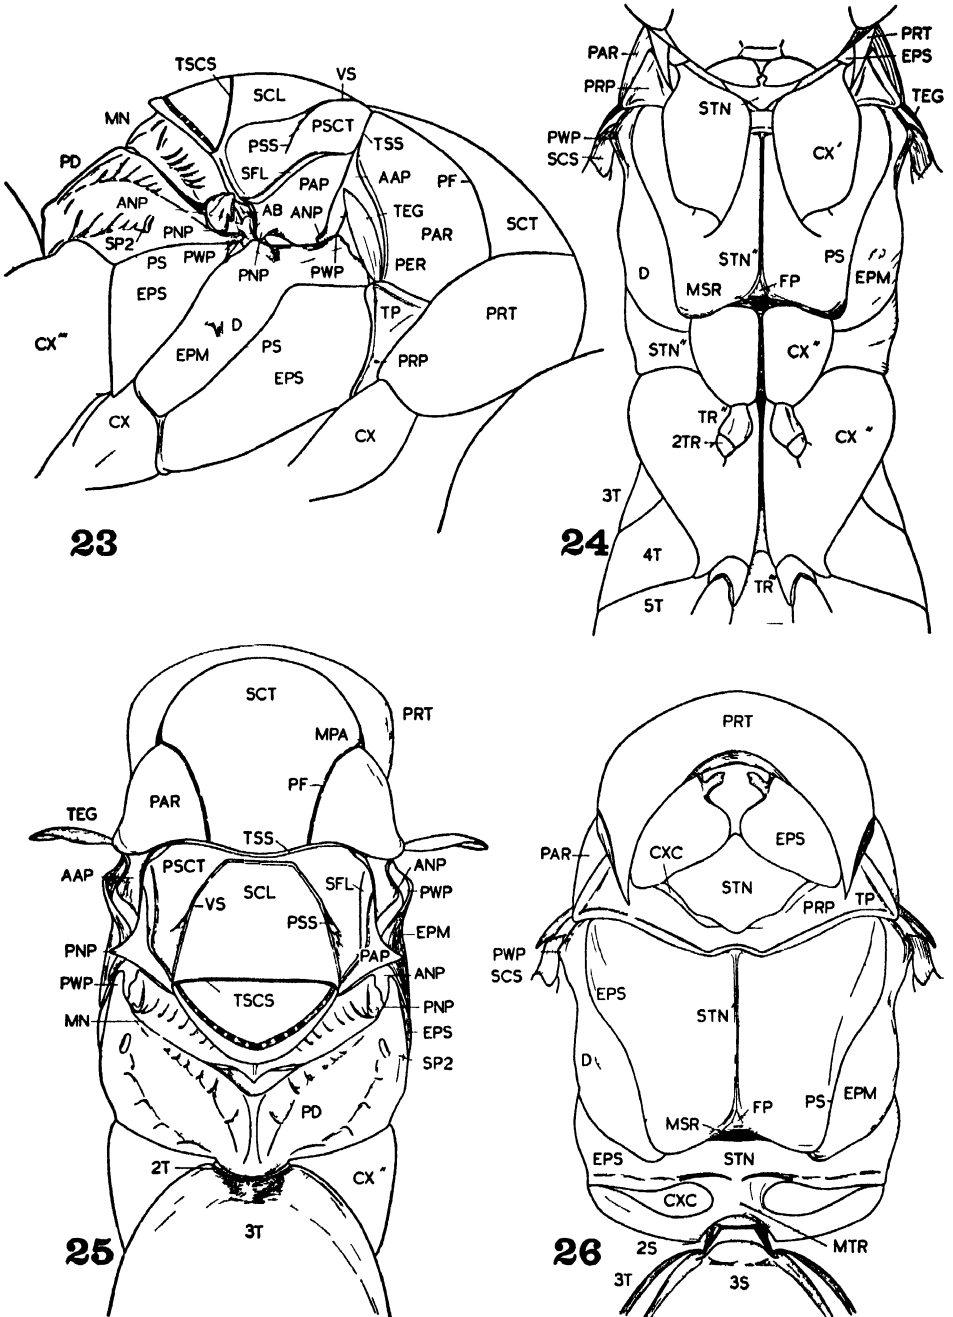 TSCS
SCL
VS
MN
PSCT
PSS
TSS
PD
SFL
PAP
AAP
PF
ANP
AB
ANP
TEG
SCT
SP2
PNP
PAR
PS
PWP
PNP
PWP
PER
EPS
D
TP
PRT
CX‴
EPM
PS
PRP
EPS
CX
CX
23
PRT
PAR
EPS
PRP
STN
TEG
PWP
SCS
CX′
STN″
PS
D
FP
EPM
MSR
STN″
CX″
TR″
2TR
CX″
3T
4T
TR‴
5T
24
SCT
PRT
MPA
PF
PAR
TEG
TSS
PSCT
ANP
AAP
SFL
PWP
SCL
VS
PSS
EPM
PNP
PAP
ANP
PWP
TSCS
PNP
MN
EPS
SP2
PD
2T
CX″
3T
25
PRT
EPS
CXC
PAR
STN
TP
PRP
PWP
SCS
EPS
STN
D
EPM
PS
FP
MSR
EPS
STN
CXC
2S
MTR
3T
3S
26